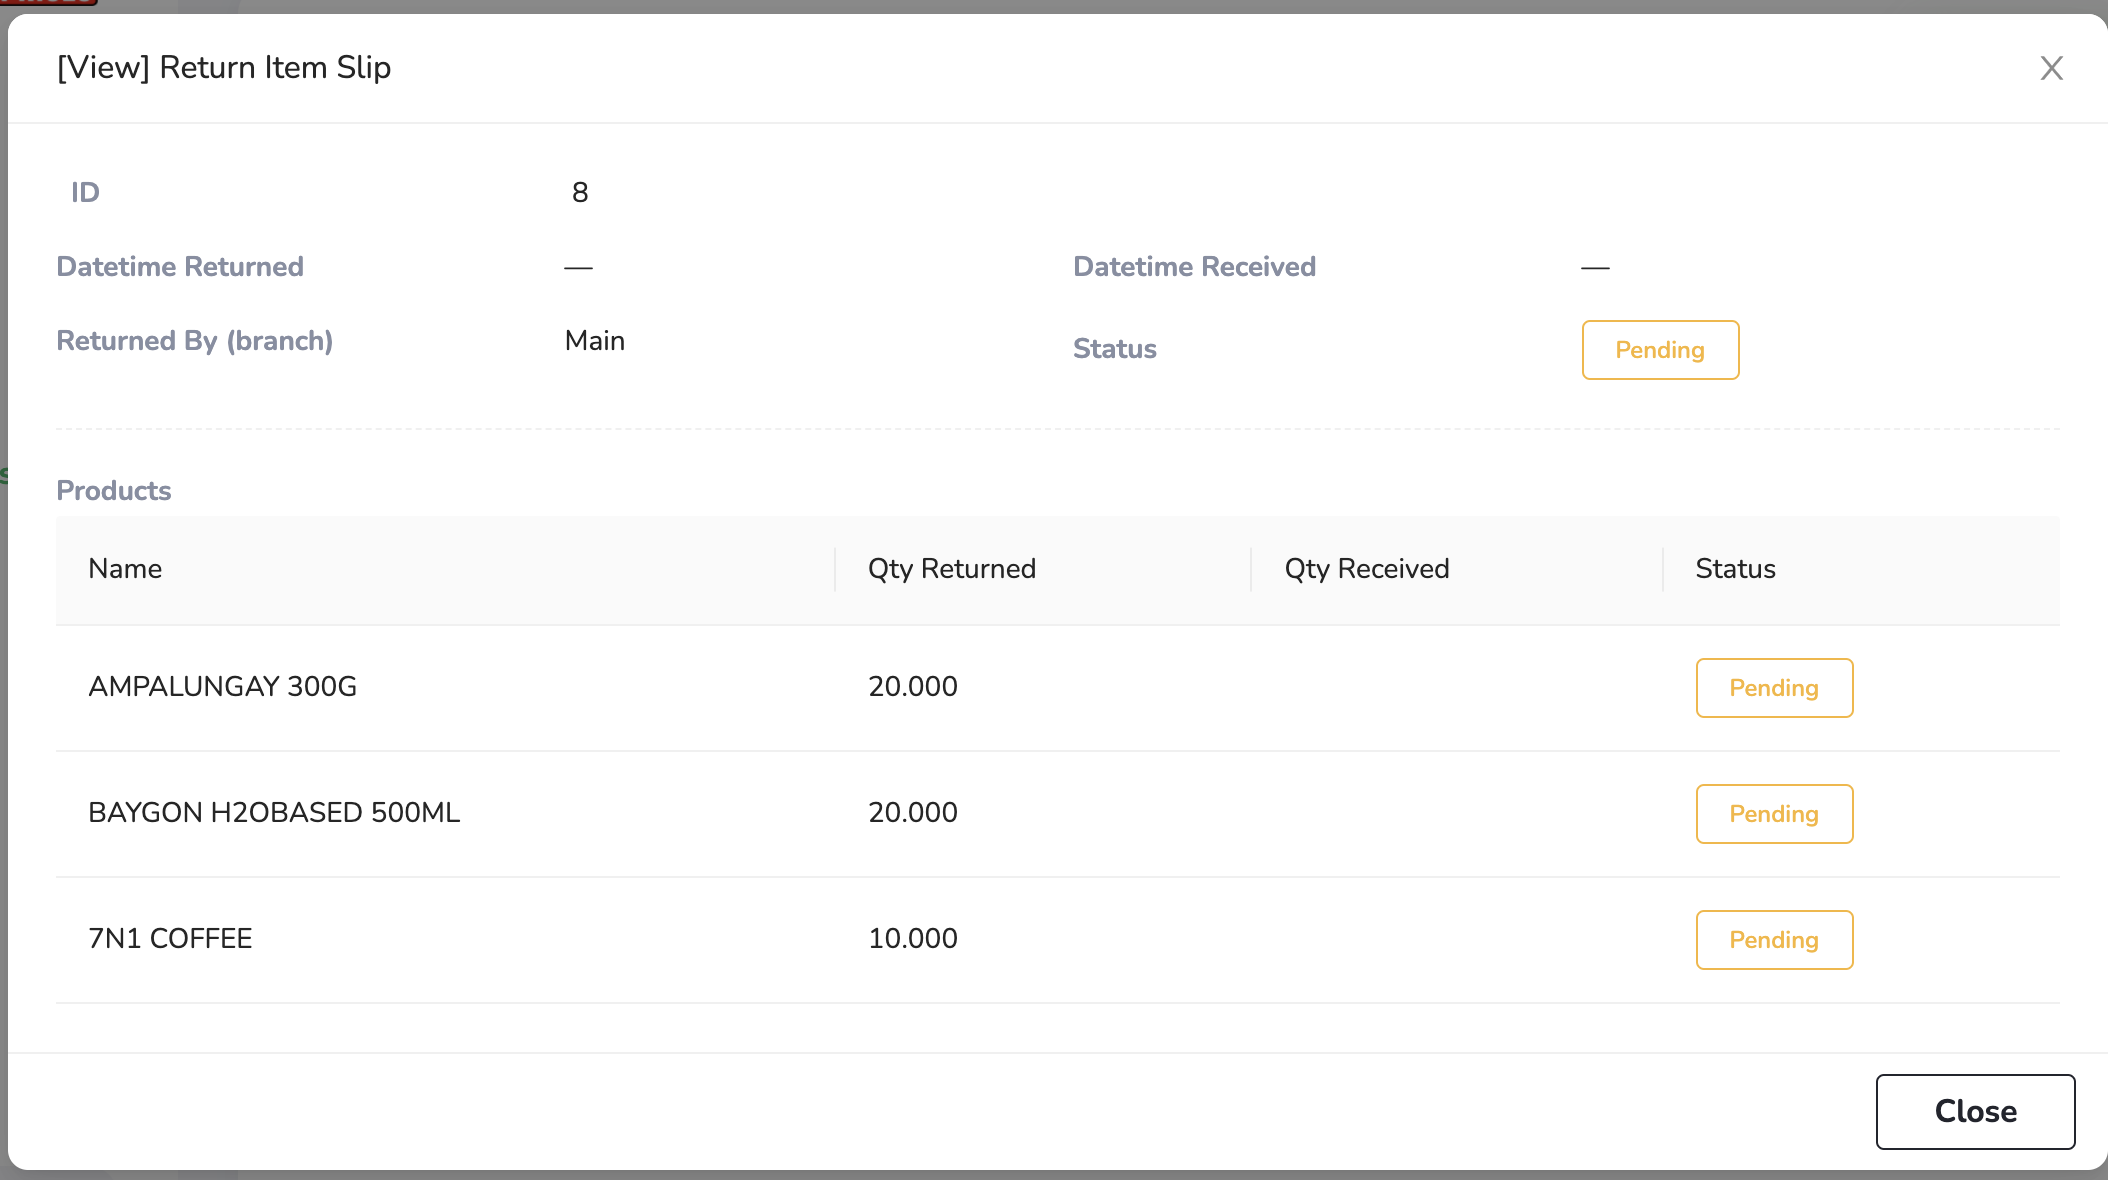 [View] Return Item Slip
ID 8
Datetime Returned — Datetime Received —
Returned By (branch) Main Status Pending
Products
Name Qty Returned Qty Received Status
AMPALUNGAY 300G 20.000 Pending
BAYGON H2OBASED 500ML 20.000 Pending
7N1 COFFEE 10.000 Pending
Close